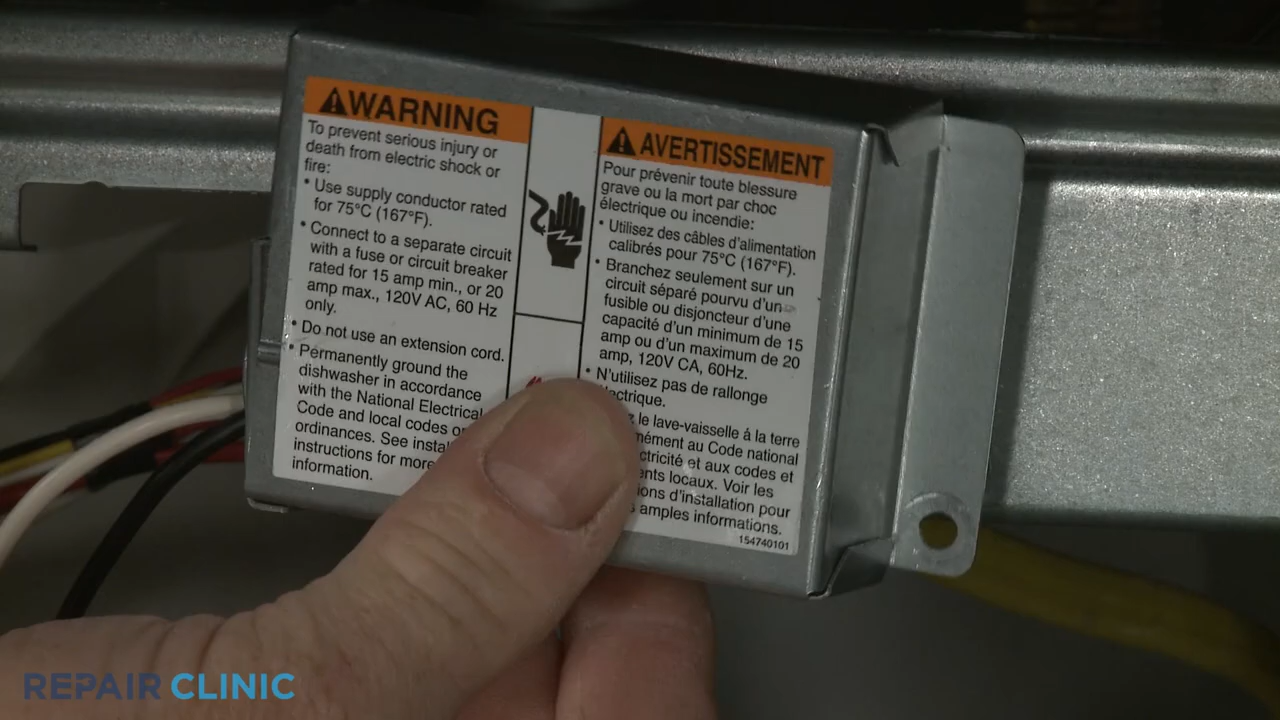 WARNING
To prevent serious injury or
death from electric shock or
fire:
• Use supply conductor rated
for 75°C (167°F).
• Connect to a separate circuit
with a fuse or circuit breaker
rated for 15 amp min., or 20
amp max., 120V AC, 60 Hz
only.
• Do not use an extension cord.
• Permanently ground the
dishwasher in accordance
with the National Electrical
Code and local codes
ordinances. See
instructions for more
information.
AVERTISSEMENT
Pour prévenir toute blessure
grave ou la mort par choc
électrique ou incendie:
• Utilisez des câbles d'alimentation
calibrés pour 75°C (167°F).
• Branchez seulement sur un
circuit séparé pourvu d'un
fusible ou disjoncteur d'une
capacité d'un minimum de 15
amp ou d'un maximum de 20
amp, 120V CA, 60Hz.
• N'utilisez pas de rallonge
électrique.
le lave-vaisselle á la terre
au Code national
et aux codes et
locaux. Voir les
d'installation pour
amples informations.
154740101
REPAIR CLINIC